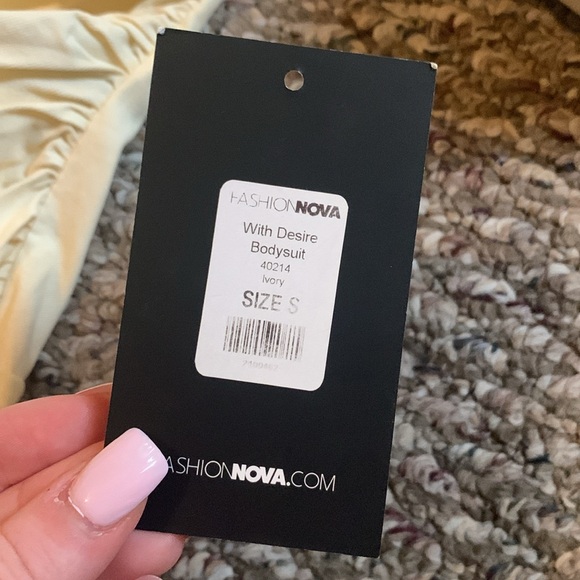 FASHIONNOVA
With Desire
Bodysuit
40214
Ivory
SIZE S
FASHIONNOVA.COM